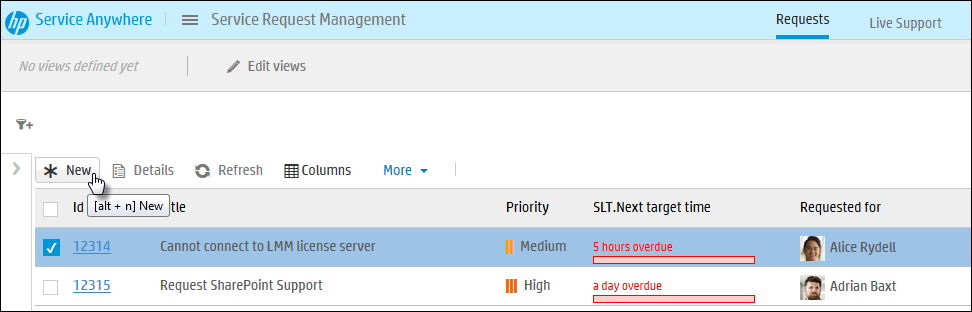 hp Service Anywhere Service Request Management Requests Live Support
No views defined yet Edit views
New Details Refresh Columns More
Id [alt + n] New tle Priority SLT.Next target time Requested for
12314 Cannot connect to LMM license server Medium 5 hours overdue Alice Rydell
12315 Request SharePoint Support High a day overdue Adrian Baxt